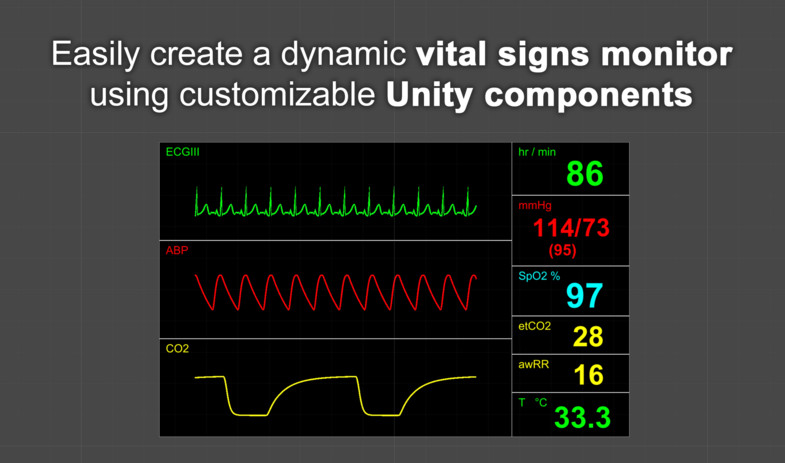 Easily create a dynamic vital signs monitor
using customizable Unity components
ECGIII
hr / min
86
mmHg
114/73
(95)
ABP
SpO2 %
97
etCO2
28
CO2
awRR
16
T °C
33.3